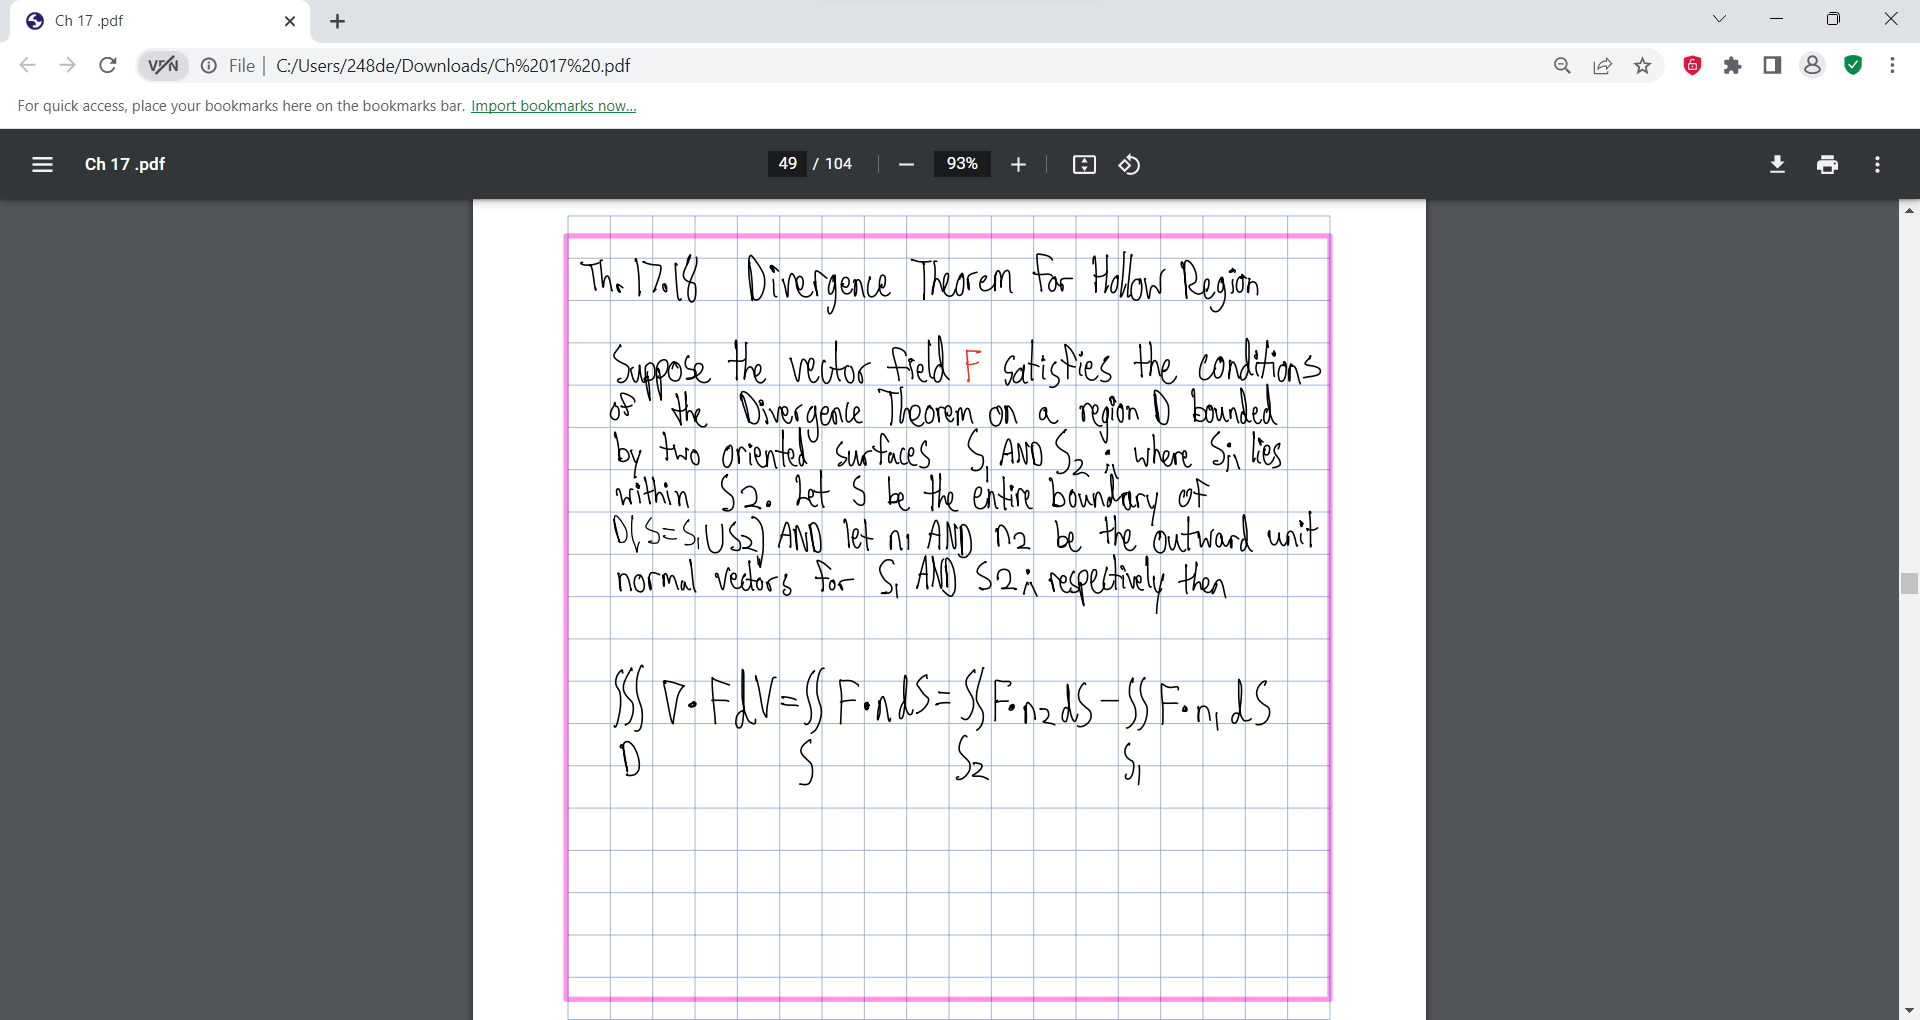 Ch 17 .pdf
VPN
File | C:/Users/248de/Downloads/Ch%2017%20.pdf
For quick access, place your bookmarks here on the bookmarks bar. Import bookmarks now...
Ch 17 .pdf
49 / 104
93%
Th. 17.18 Divergence Theorem For Hollow Region
Suppose the vector field F satisfies the conditions
of the Divergence Theorem on a region D bounded
by two oriented surfaces S₁ AND S₂ ; where S₁ lies
within S2. Let S be the entire boundary of
D(S=S₁US2) AND let n₁ AND n₂ be the outward unit
normal vectors for S₁ AND S2 ; respectively then
∭ ∇·F dV = ∬ F·n dS = ∬ F·n₂ dS - ∬ F·n₁ dS
D S S₂ S₁